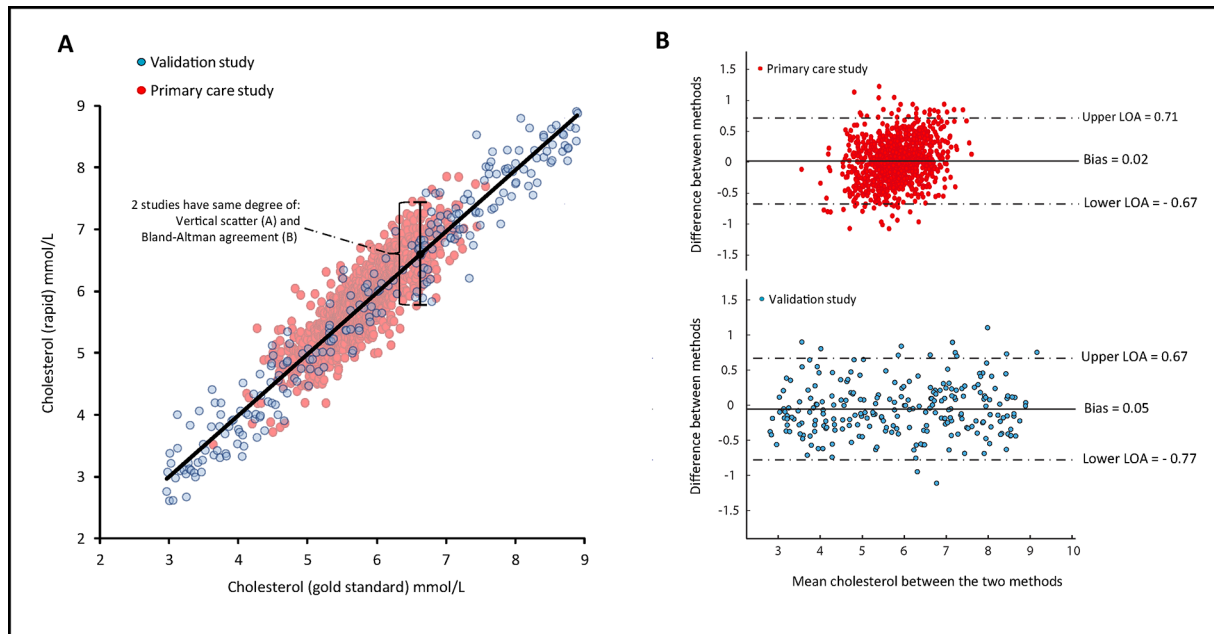 A
Validation study
Primary care study
9
8
7
6
5
4
3
2
2 studies have same degree of:
Vertical scatter (A) and
Bland-Altman agreement (B)
Cholesterol (rapid) mmol/L
2 3 4 5 6 7 8 9
Cholesterol (gold standard) mmol/L
B
Primary care study
1.5
1
0.5
0
-0.5
-1
-1.5
Difference between methods
Upper LOA = 0.71
Bias = 0.02
Lower LOA = - 0.67
Validation study
1.5
1
0.5
0
-0.5
-1
-1.5
Difference between methods
Upper LOA = 0.67
Bias = 0.05
Lower LOA = - 0.77
3 4 5 6 7 8 9 10
Mean cholesterol between the two methods